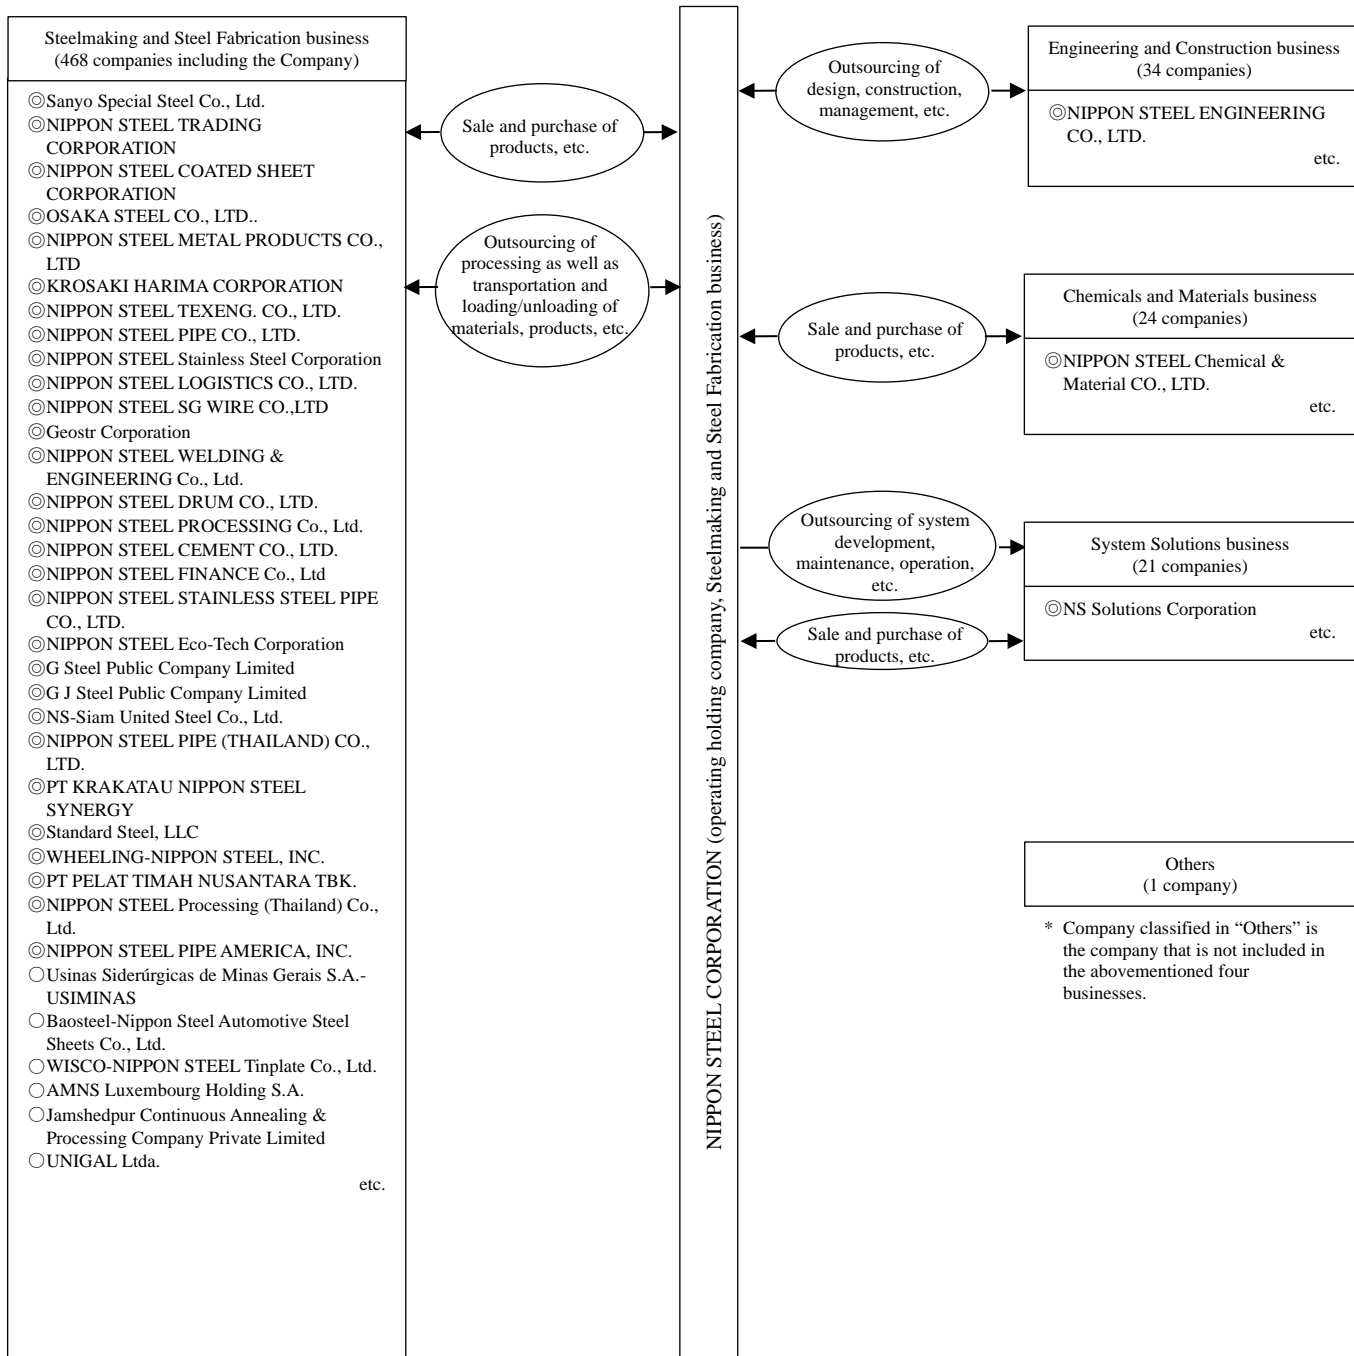 Steelmaking and Steel Fabrication business
(468 companies including the Company)
◎Sanyo Special Steel Co., Ltd.
◎NIPPON STEEL TRADING
CORPORATION
◎NIPPON STEEL COATED SHEET
CORPORATION
◎OSAKA STEEL CO., LTD..
◎NIPPON STEEL METAL PRODUCTS CO.,
LTD
◎KROSAKI HARIMA CORPORATION
◎NIPPON STEEL TEXENG. CO., LTD.
◎NIPPON STEEL PIPE CO., LTD.
◎NIPPON STEEL Stainless Steel Corporation
◎NIPPON STEEL LOGISTICS CO., LTD.
◎NIPPON STEEL SG WIRE CO.,LTD
◎Geostr Corporation
◎NIPPON STEEL WELDING &
ENGINEERING Co., Ltd.
◎NIPPON STEEL DRUM CO., LTD.
◎NIPPON STEEL PROCESSING Co., Ltd.
◎NIPPON STEEL CEMENT CO., LTD.
◎NIPPON STEEL FINANCE Co., Ltd
◎NIPPON STEEL STAINLESS STEEL PIPE
CO., LTD.
◎NIPPON STEEL Eco-Tech Corporation
◎G Steel Public Company Limited
◎G J Steel Public Company Limited
◎NS-Siam United Steel Co., Ltd.
◎NIPPON STEEL PIPE (THAILAND) CO.,
LTD.
◎PT KRAKATAU NIPPON STEEL
SYNERGY
◎Standard Steel, LLC
◎WHEELING-NIPPON STEEL, INC.
◎PT PELAT TIMAH NUSANTARA TBK.
◎NIPPON STEEL Processing (Thailand) Co.,
Ltd.
◎NIPPON STEEL PIPE AMERICA, INC.
○Usinas Siderúrgicas de Minas Gerais S.A.-
USIMINAS
○Baosteel-Nippon Steel Automotive Steel
Sheets Co., Ltd.
○WISCO-NIPPON STEEL Tinplate Co., Ltd.
○AMNS Luxembourg Holding S.A.
○Jamshedpur Continuous Annealing &
Processing Company Private Limited
○UNIGAL Ltda.
etc.
Sale and purchase of
products, etc.
Outsourcing of
processing as well as
transportation and
loading/unloading of
materials, products, etc.
NIPPON STEEL CORPORATION (operating holding company, Steelmaking and Steel Fabrication business)
Outsourcing of
design, construction,
management, etc.
Engineering and Construction business
(34 companies)
◎NIPPON STEEL ENGINEERING
CO., LTD.
etc.
Sale and purchase of
products, etc.
Chemicals and Materials business
(24 companies)
◎NIPPON STEEL Chemical &
Material CO., LTD.
etc.
Outsourcing of system
development,
maintenance, operation,
etc.
Sale and purchase of
products, etc.
System Solutions business
(21 companies)
◎NS Solutions Corporation
etc.
Others
(1 company)
* Company classified in “Others” is
the company that is not included in
the abovementioned four
businesses.